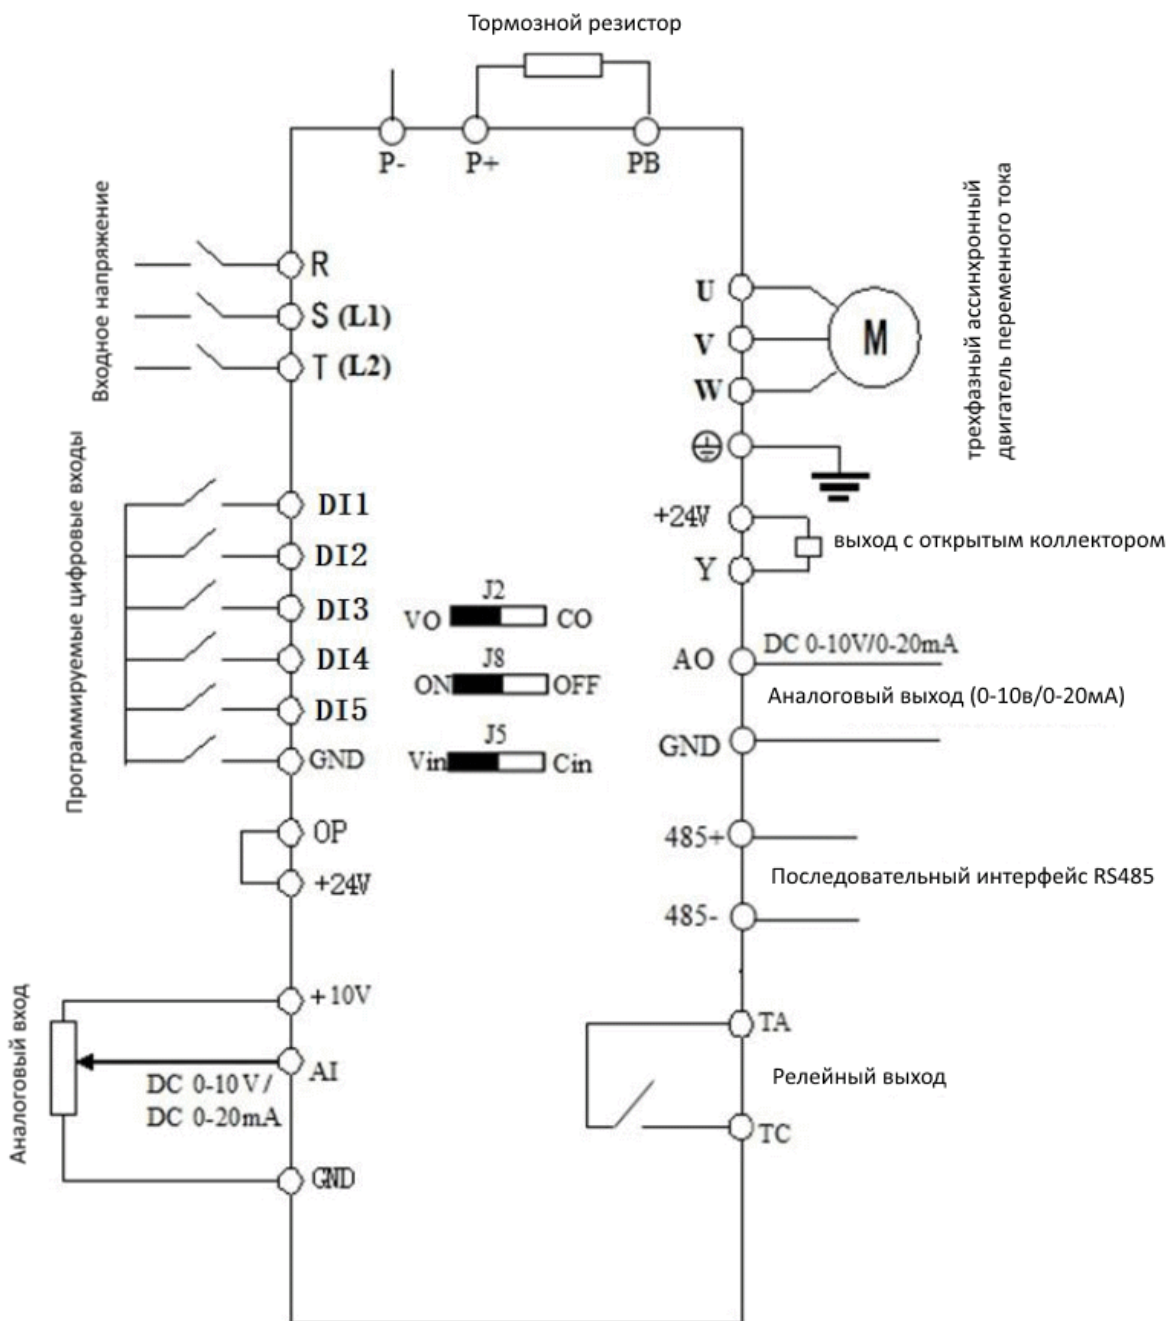 Тормозной резистор
P-
P+
PB
Входное напряжение
R
S (L1)
T (L2)
U
V
W
M
трехфазный ассинхронный
двигатель переменного тока
Программируемые цифровые входы
DI1
DI2
DI3
DI4
DI5
GND
OP
+24V
J2
VO
CO
J8
ON
OFF
J5
Vin
Cin
+24V
Y
выход с открытым коллектором
AO
DC 0-10V/0-20mA
Аналоговый выход (0-10в/0-20мА)
GND
485+
Последовательный интерфейс RS485
485-
Аналоговый вход
+10V
AI
DC 0-10V/
DC 0-20mA
GND
TA
Релейный выход
TC